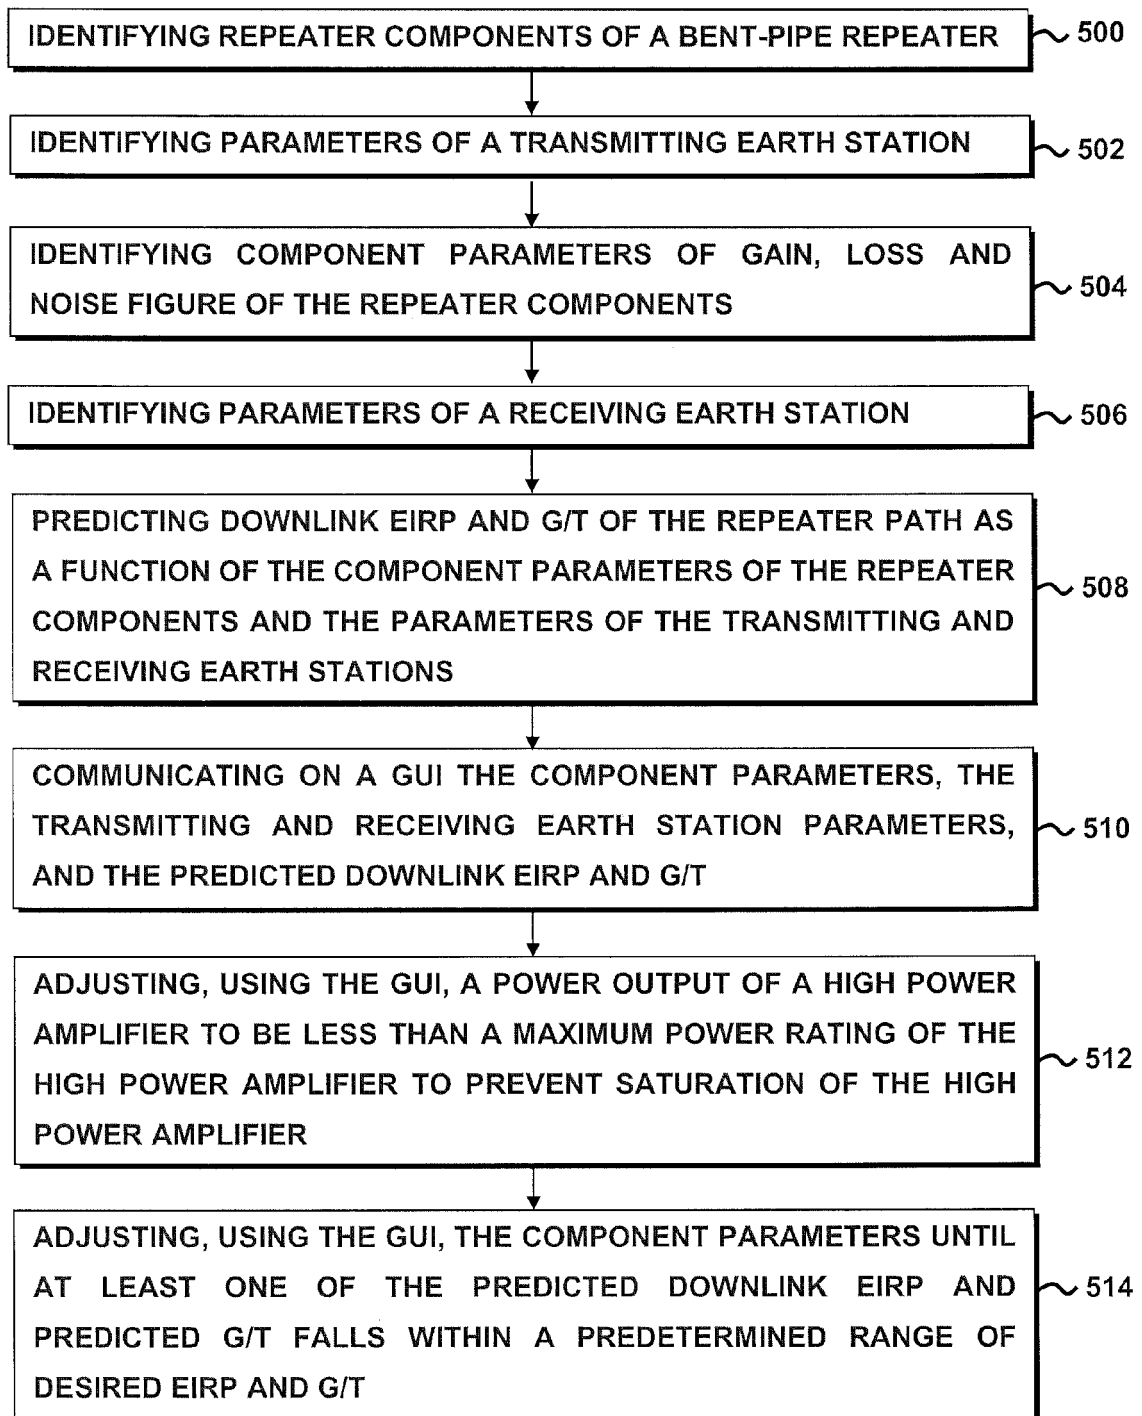 IDENTIFYING REPEATER COMPONENTS OF A BENT-PIPE REPEATER
500
IDENTIFYING PARAMETERS OF A TRANSMITTING EARTH STATION
502
IDENTIFYING COMPONENT PARAMETERS OF GAIN, LOSS AND
NOISE FIGURE OF THE REPEATER COMPONENTS
504
IDENTIFYING PARAMETERS OF A RECEIVING EARTH STATION
506
PREDICTING DOWNLINK EIRP AND G/T OF THE REPEATER PATH AS
A FUNCTION OF THE COMPONENT PARAMETERS OF THE REPEATER
COMPONENTS AND THE PARAMETERS OF THE TRANSMITTING AND
RECEIVING EARTH STATIONS
508
COMMUNICATING ON A GUI THE COMPONENT PARAMETERS, THE
TRANSMITTING AND RECEIVING EARTH STATION PARAMETERS,
AND THE PREDICTED DOWNLINK EIRP AND G/T
510
ADJUSTING, USING THE GUI, A POWER OUTPUT OF A HIGH POWER
AMPLIFIER TO BE LESS THAN A MAXIMUM POWER RATING OF THE
HIGH POWER AMPLIFIER TO PREVENT SATURATION OF THE HIGH
POWER AMPLIFIER
512
ADJUSTING, USING THE GUI, THE COMPONENT PARAMETERS UNTIL
AT LEAST ONE OF THE PREDICTED DOWNLINK EIRP AND
PREDICTED G/T FALLS WITHIN A PREDETERMINED RANGE OF
DESIRED EIRP AND G/T
514